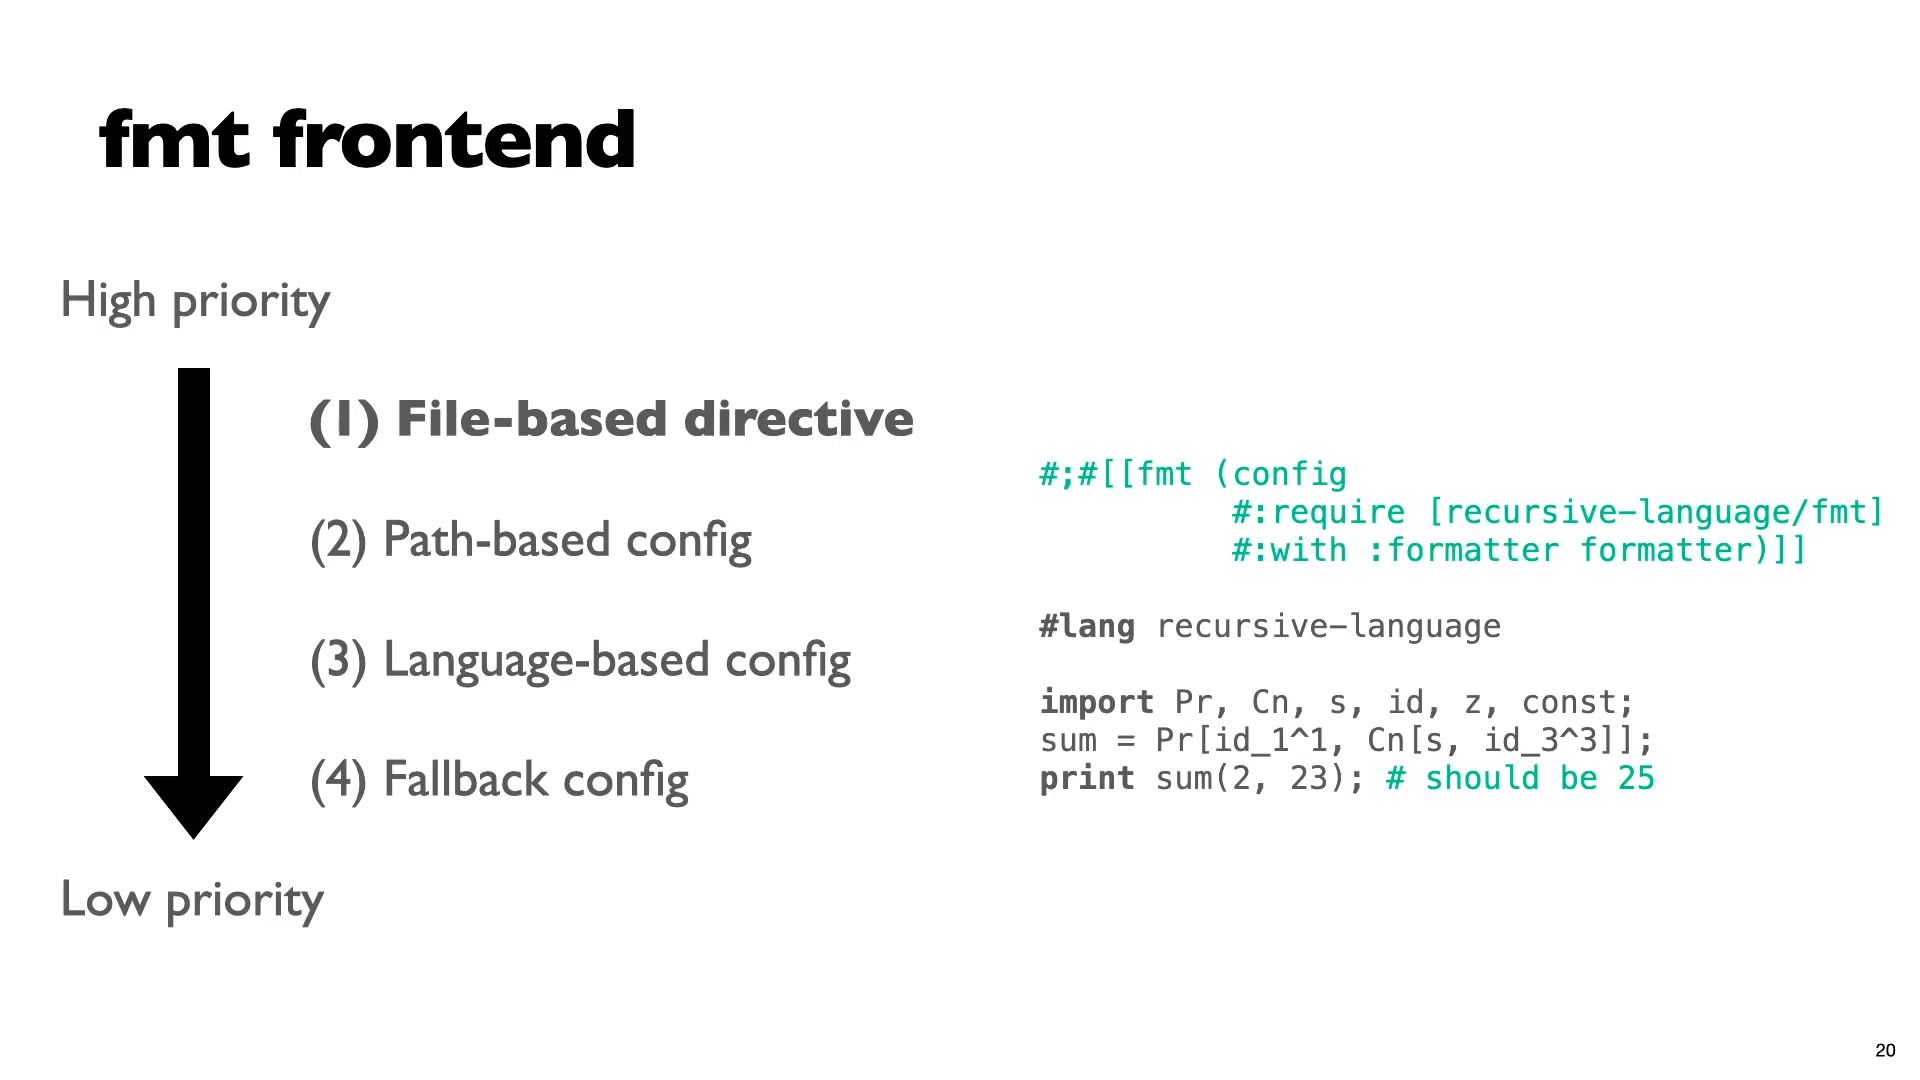 fmt frontend
High priority
(1) File-based directive
(2) Path-based config
(3) Language-based config
(4) Fallback config
Low priority
#;#[[fmt (config
          #:require [recursive-language/fmt]
          #:with :formatter formatter)]]
#lang recursive-language
import Pr, Cn, s, id, z, const;
sum = Pr[id_1^1, Cn[s, id_3^3]];
print sum(2, 23); # should be 25
20